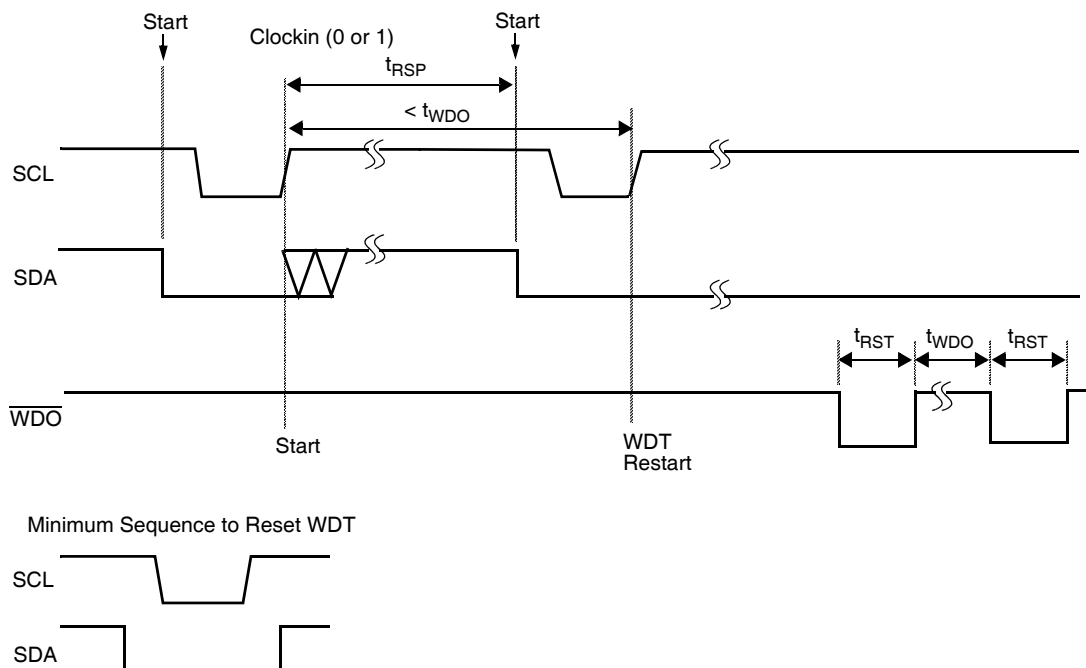 Start
Start
Clockin (0 or 1)
tRSP
< tWDO
SCL
SDA
tRST
tWDO
tRST
WDO
Start
WDT
Restart
Minimum Sequence to Reset WDT
SCL
SDA